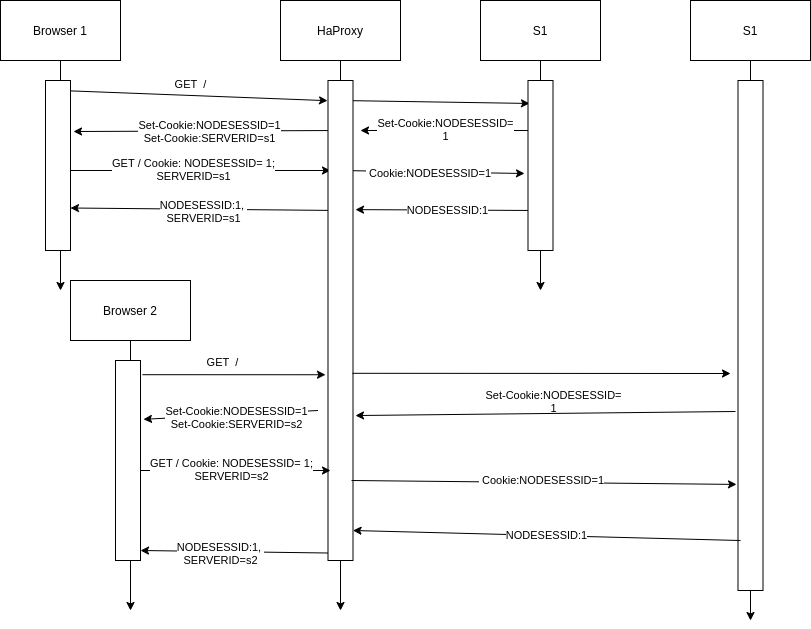 Browser 1
HaProxy
S1
S1
GET  /
Set-Cookie:NODESESSID=1
Set-Cookie:SERVERID=s1
Set-Cookie:NODESESSID=
1
GET / Cookie: NODESESSID= 1;
SERVERID=s1
Cookie:NODESESSID=1
NODESESSID:1,
SERVERID=s1
NODESESSID:1
Browser 2
GET  /
Set-Cookie:NODESESSID=
1
Set-Cookie:NODESESSID=1
Set-Cookie:SERVERID=s2
GET / Cookie: NODESESSID= 1;
SERVERID=s2
Cookie:NODESESSID=1
NODESESSID:1
NODESESSID:1,
SERVERID=s2